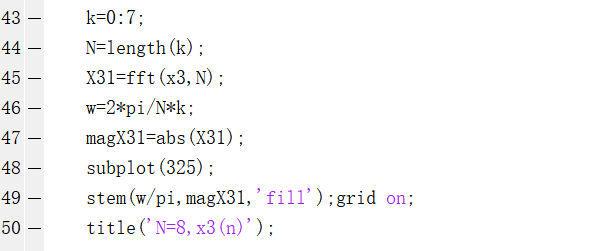 43 — k=0:7;
44 — N=length(k);
45 — X31=fft(x3,N);
46 — w=2*pi/N*k;
47 — magX31=abs(X31);
48 — subplot(325);
49 — stem(w/pi,magX31,'fill');grid on;
50 — title('N=8,x3(n)');